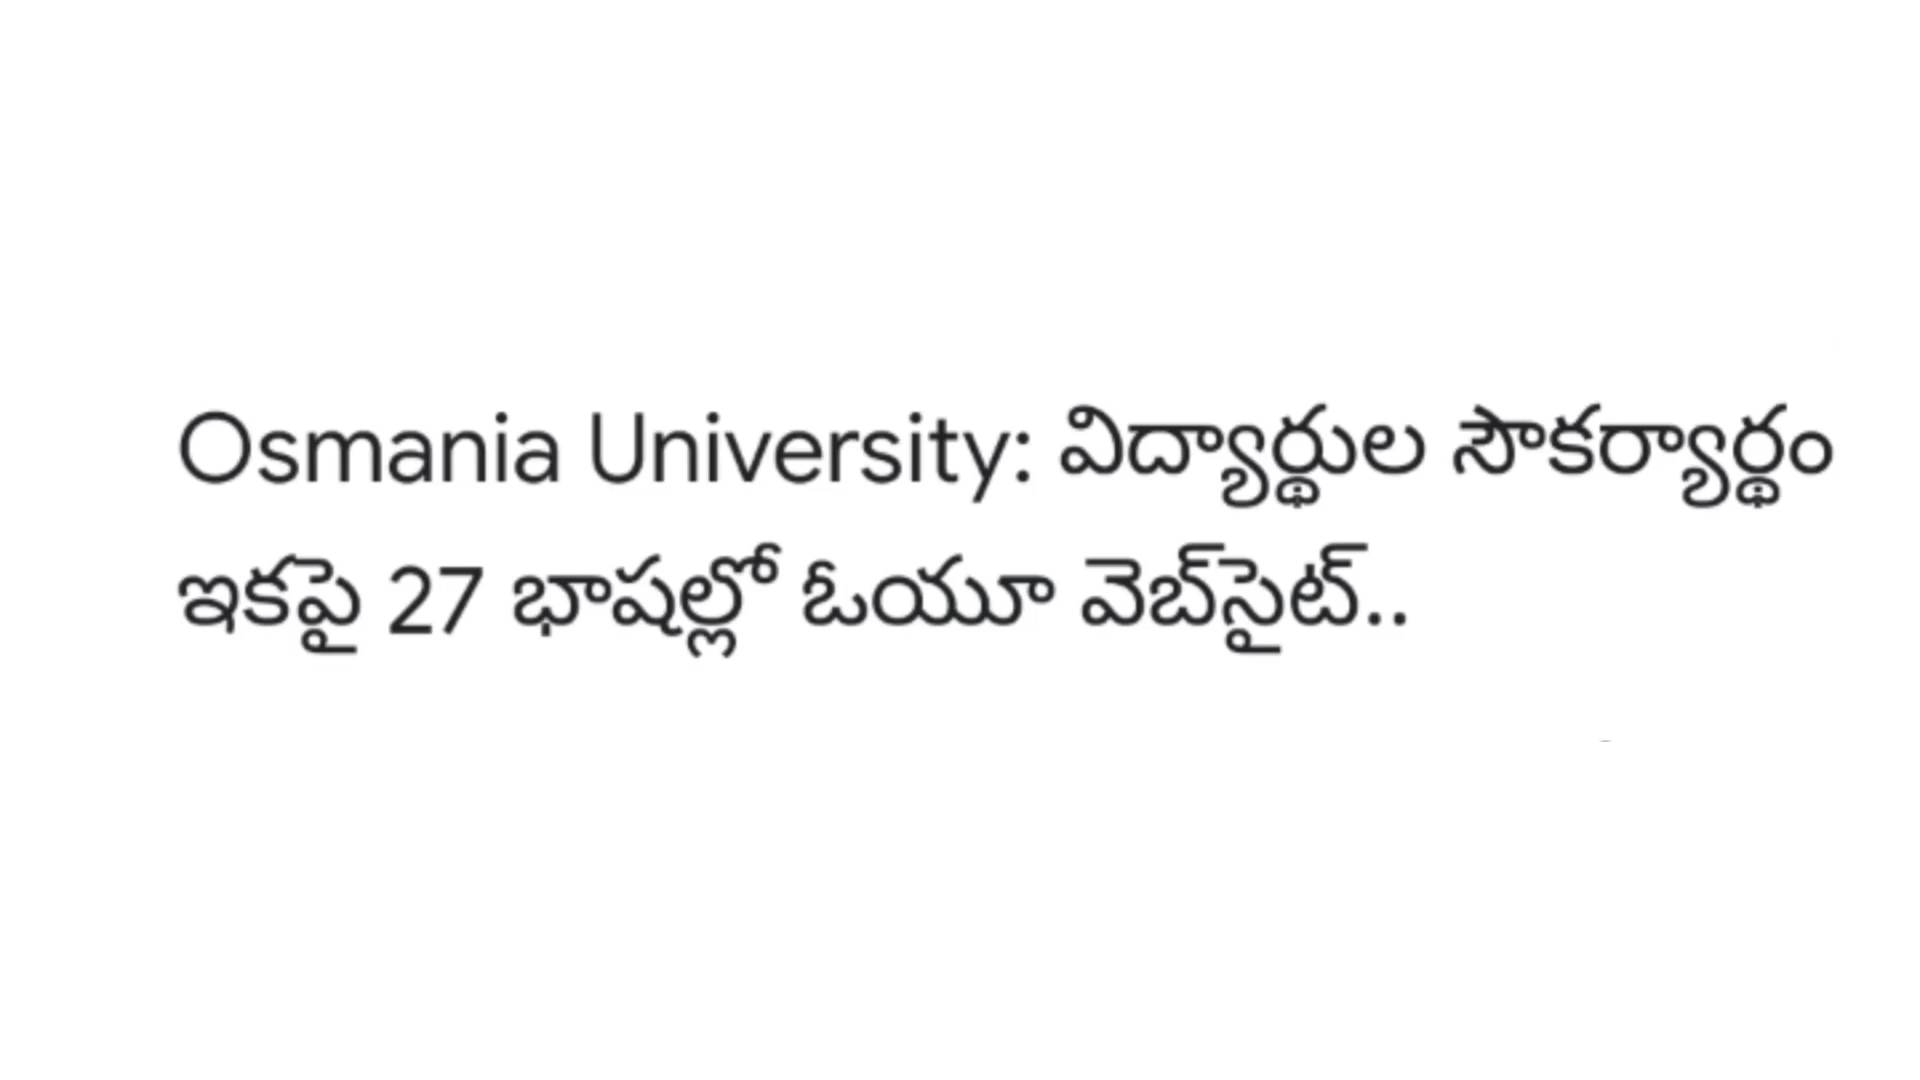 Osmania University: విద్యార్థుల సౌకర్యార్థం
ఇకపై 27 భాషల్లో ఓయూ వెబ్‌సైట్..